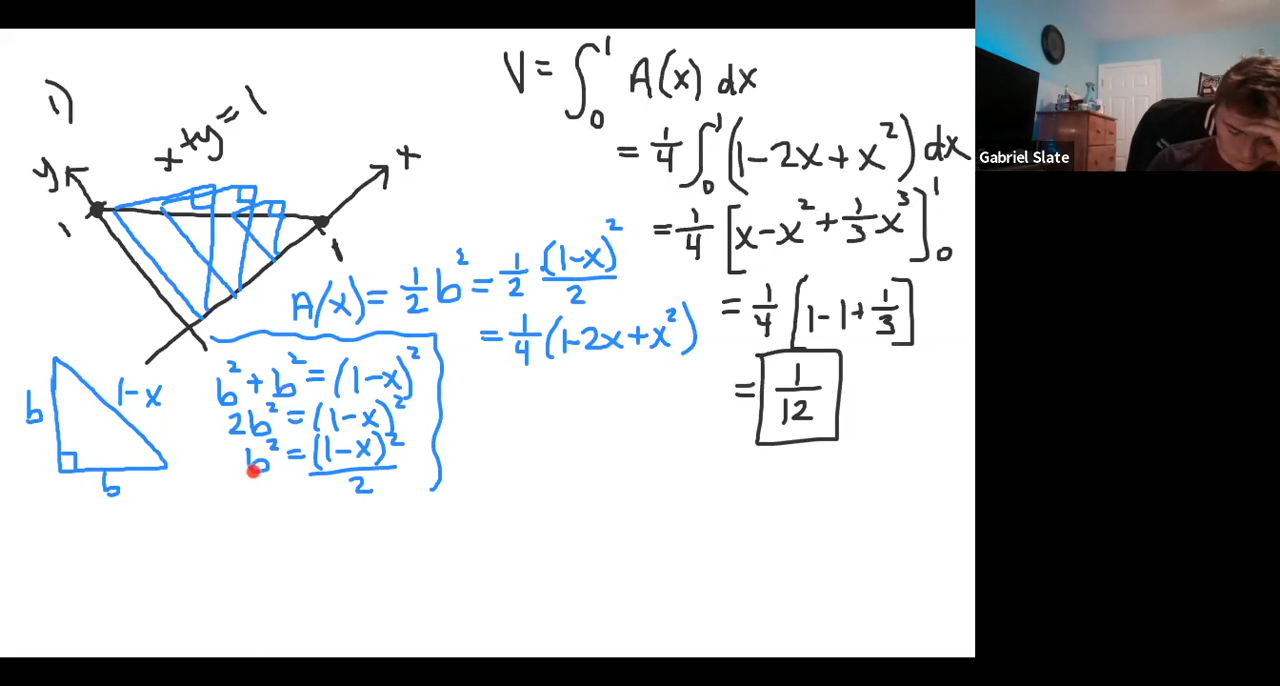 1)
x+y=1
y
x
1
1
A(x) = 1/2 b² = 1/2 (1-x)²/2
= 1/4 (1-2x+x²)
b
1-x
b
b² + b² = (1-x)²
2b² = (1-x)²
b² = (1-x)²/2
V = ∫₀¹ A(x) dx
= 1/4 ∫₀¹ (1-2x+x²) dx
= 1/4 [x-x²+1/3x³]₀¹
= 1/4 [1-1+1/3]
= 1/12
Gabriel Slate